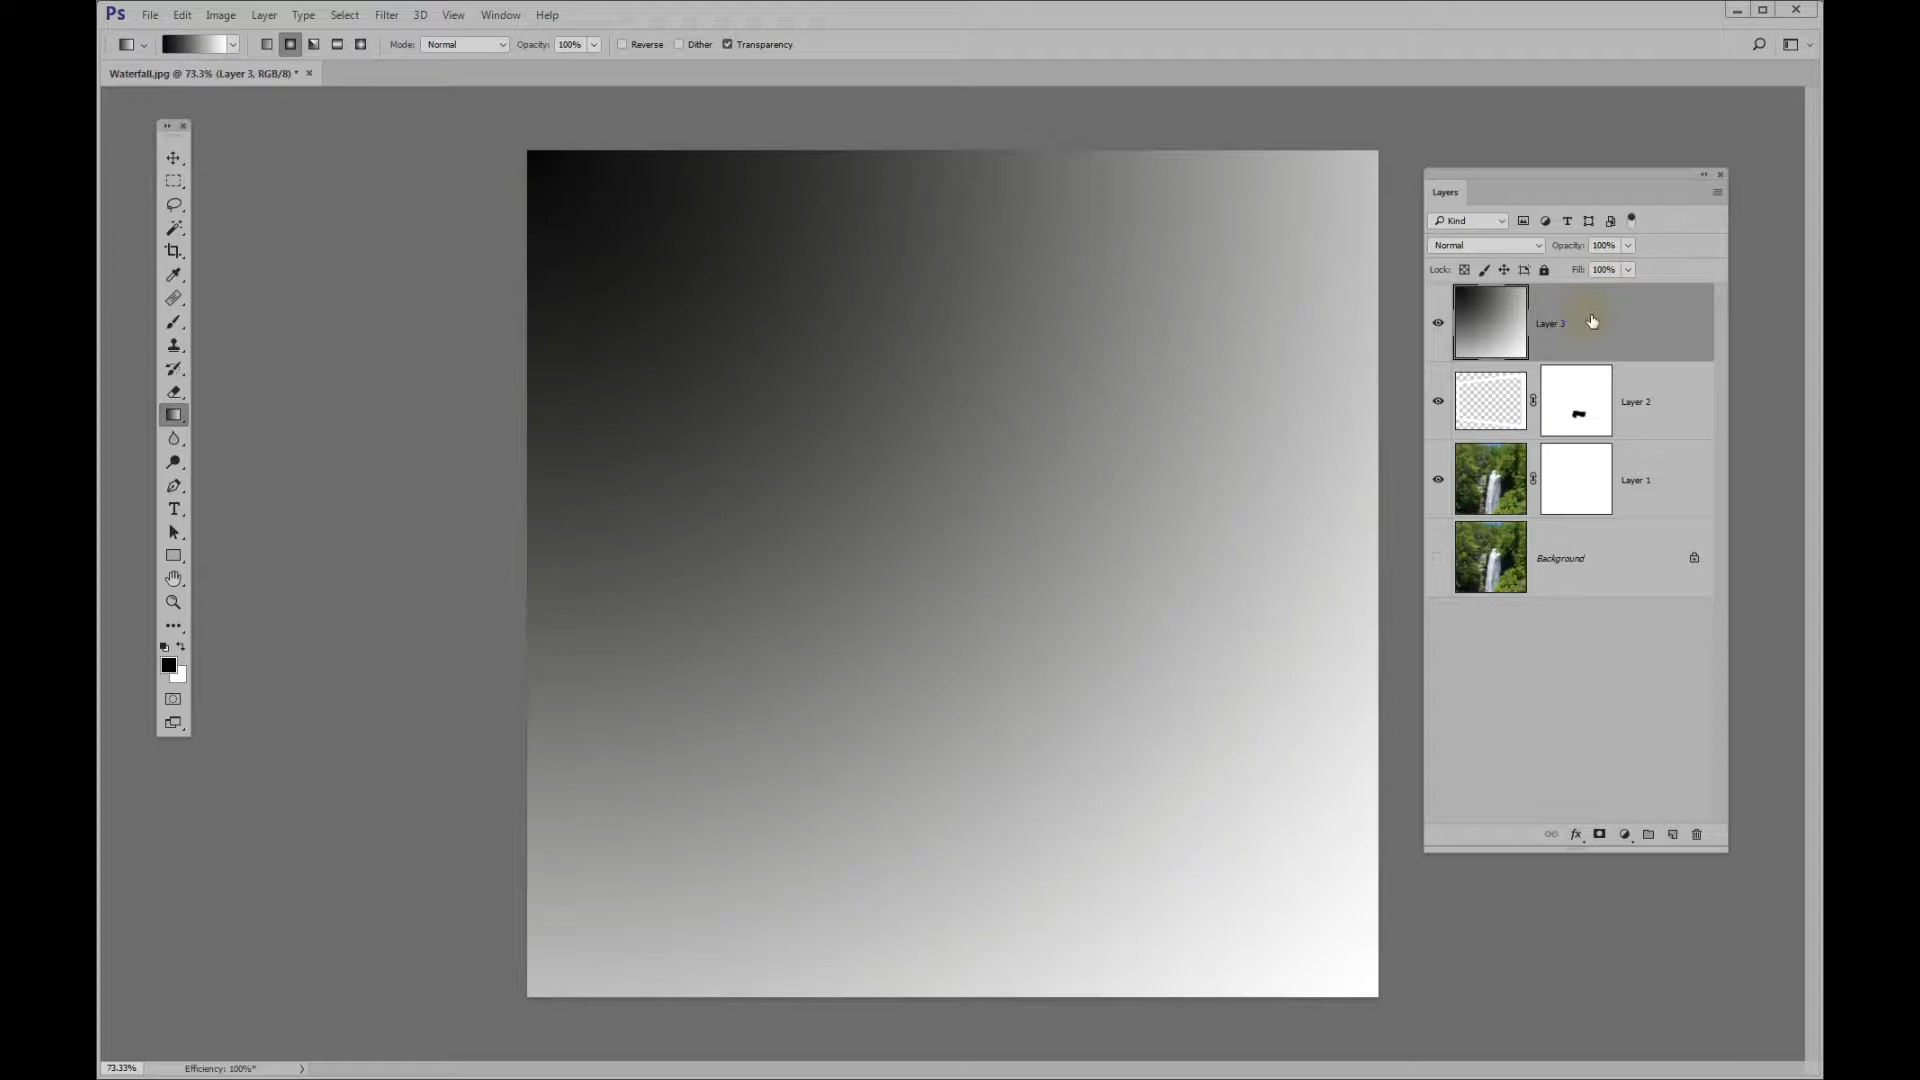 Ps File Edit Image Layer Type Select Filter 3D View Window Help
Mode: Normal Opacity: 100% Reverse Dither Transparency
Waterfall.jpg @ 73.3% (Layer 3, RGB/8) *
Layers
Kind
Normal Opacity: 100%
Lock: Fill: 100%
Layer 3
Layer 2
Layer 1
Background
73.33% Efficiency: 100%*